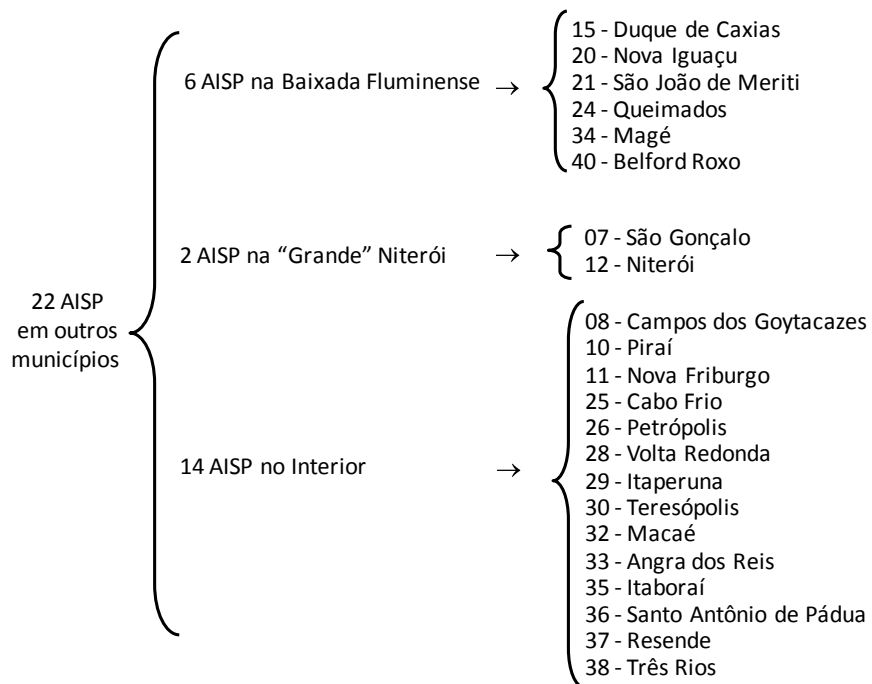 22 AISP
em outros
municípios
6 AISP na Baixada Fluminense →
15 - Duque de Caxias
20 - Nova Iguaçu
21 - São João de Meriti
24 - Queimados
34 - Magé
40 - Belford Roxo
2 AISP na “Grande” Niterói →
07 - São Gonçalo
12 - Niterói
14 AISP no Interior →
08 - Campos dos Goytacazes
10 - Piraí
11 - Nova Friburgo
25 - Cabo Frio
26 - Petrópolis
28 - Volta Redonda
29 - Itaperuna
30 - Teresópolis
32 - Macaé
33 - Angra dos Reis
35 - Itaboraí
36 - Santo Antônio de Pádua
37 - Resende
38 - Três Rios